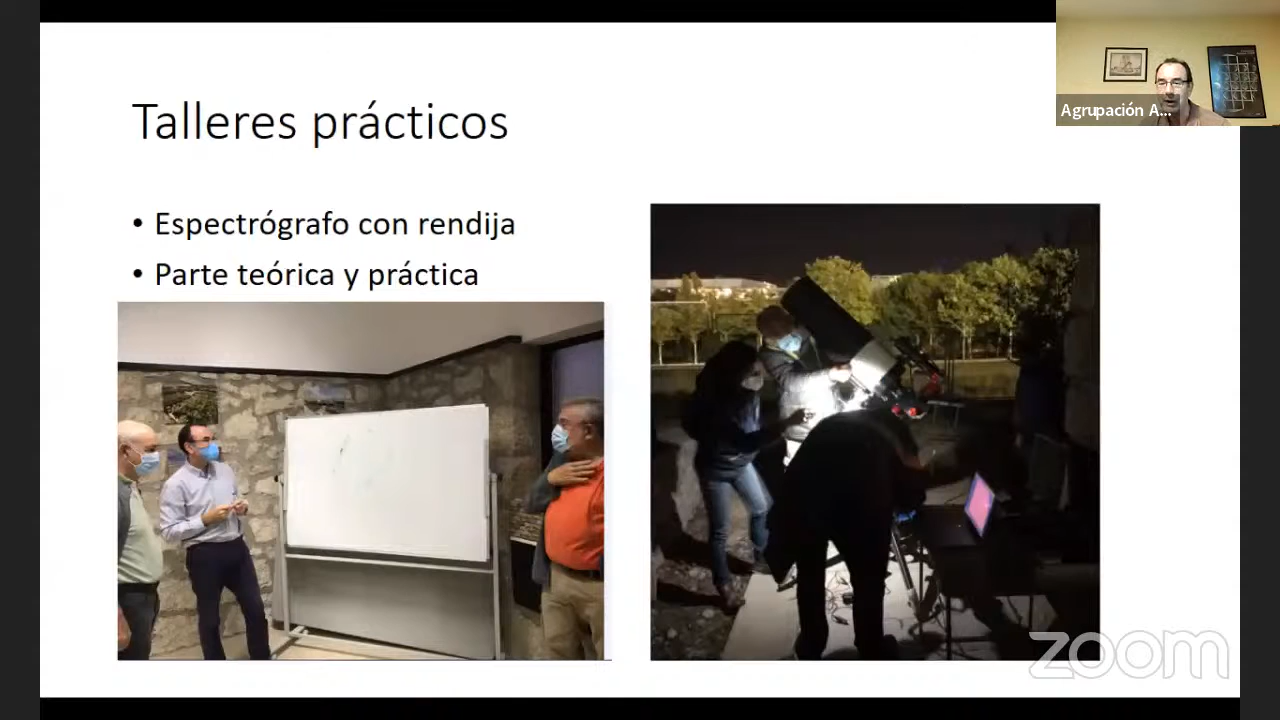 Talleres prácticos
• Espectrógrafo con rendija
• Parte teórica y práctica
Agrupación A...
zoom